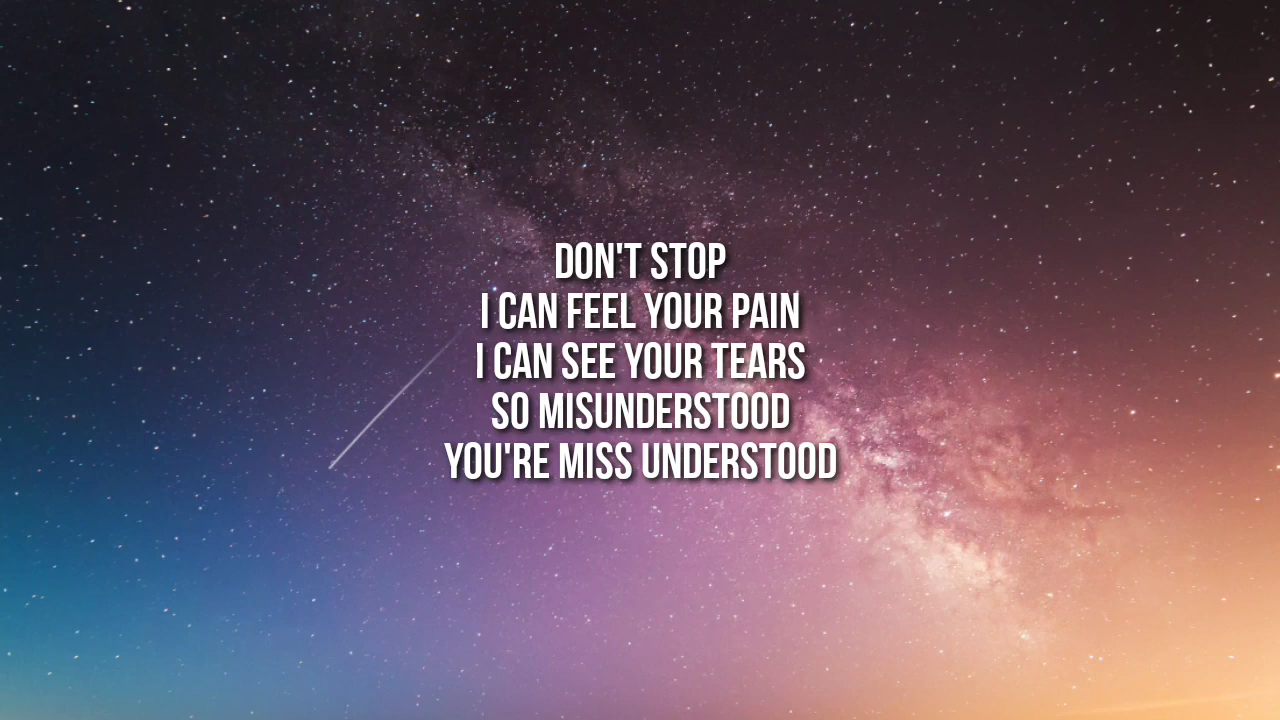 DON'T STOP
I CAN FEEL YOUR PAIN
I CAN SEE YOUR TEARS
SO MISUNDERSTOOD
YOU'RE MISS UNDERSTOOD